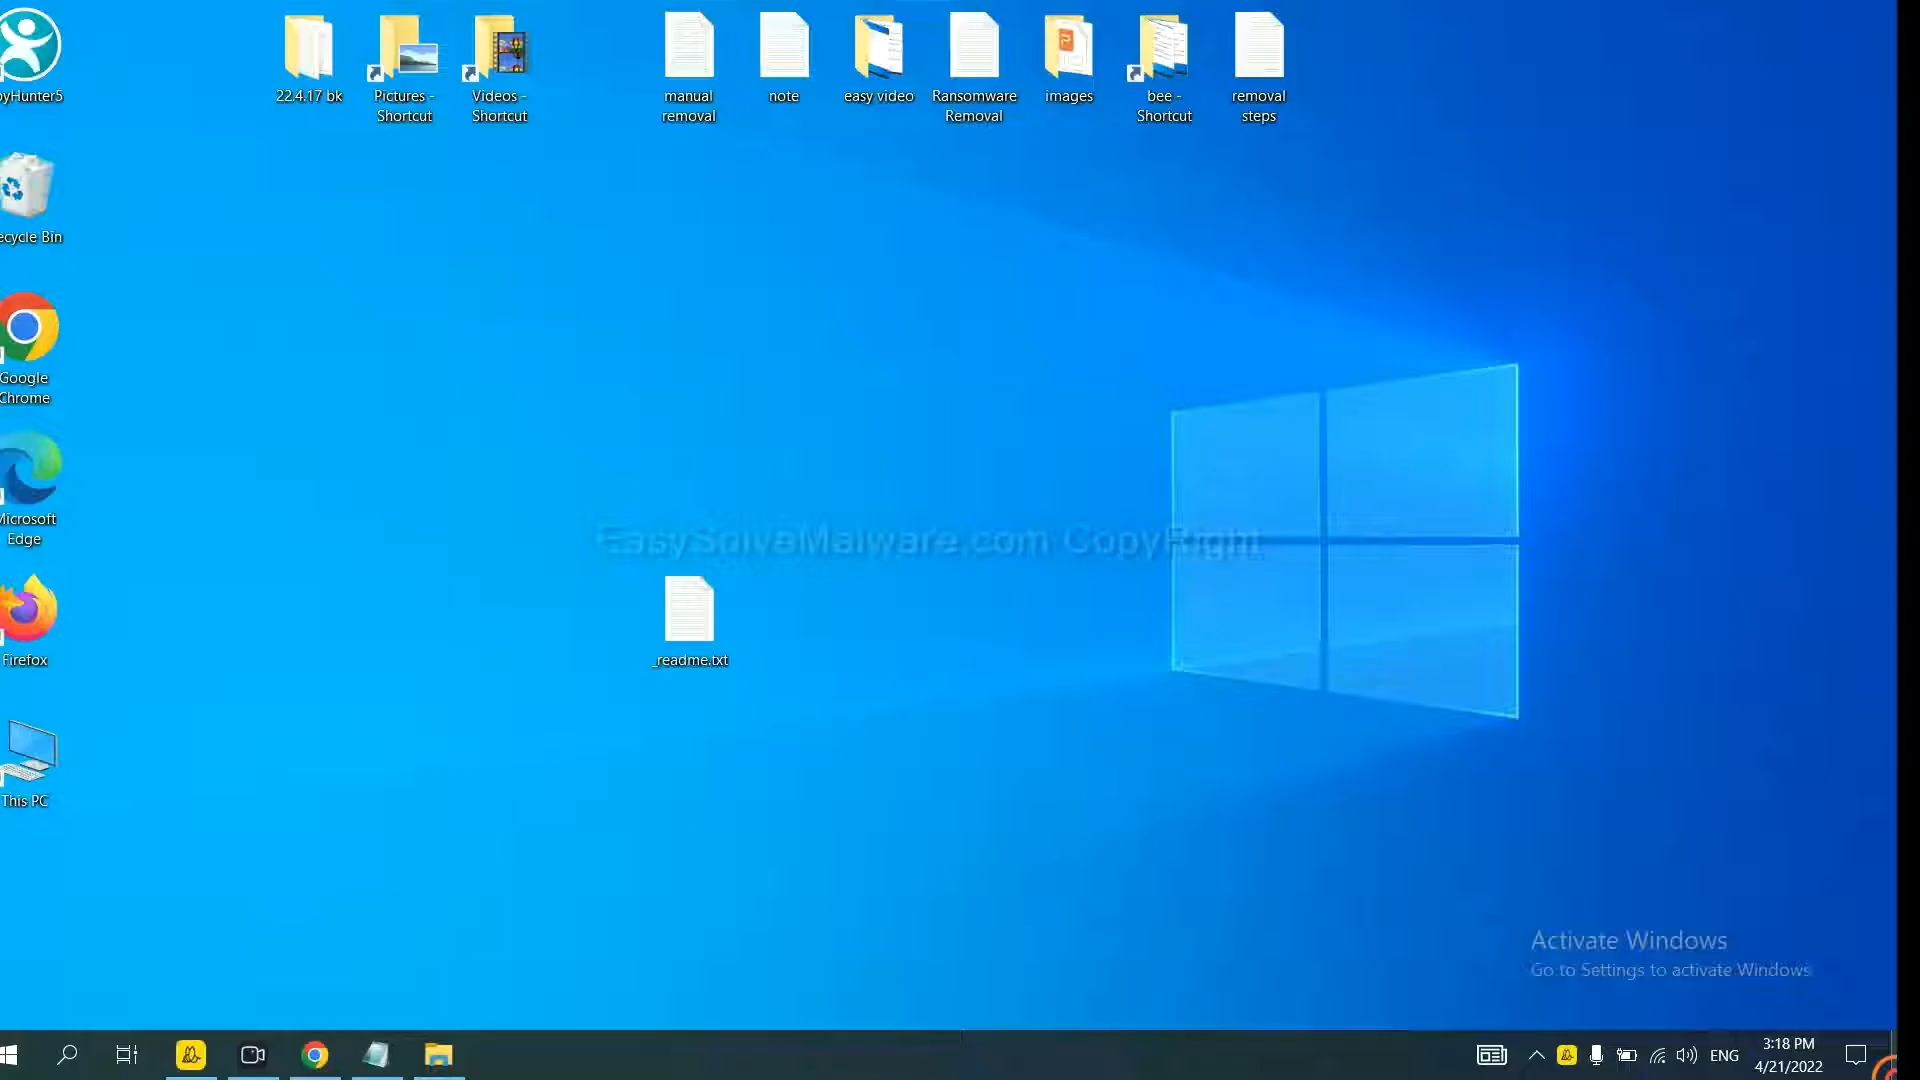 pyHunter5
22.4.17 bk
Pictures -
Shortcut
Videos -
Shortcut
manual
removal
note
easy video
Ransomware
Removal
images
bee -
Shortcut
removal
steps
ecycle Bin
Google
Chrome
Microsoft
Edge
Firefox
This PC
EasySolveMalware.com CopyRight
_readme.txt
Activate Windows
Go to Settings to activate Windows
ENG
3:18 PM
4/21/2022